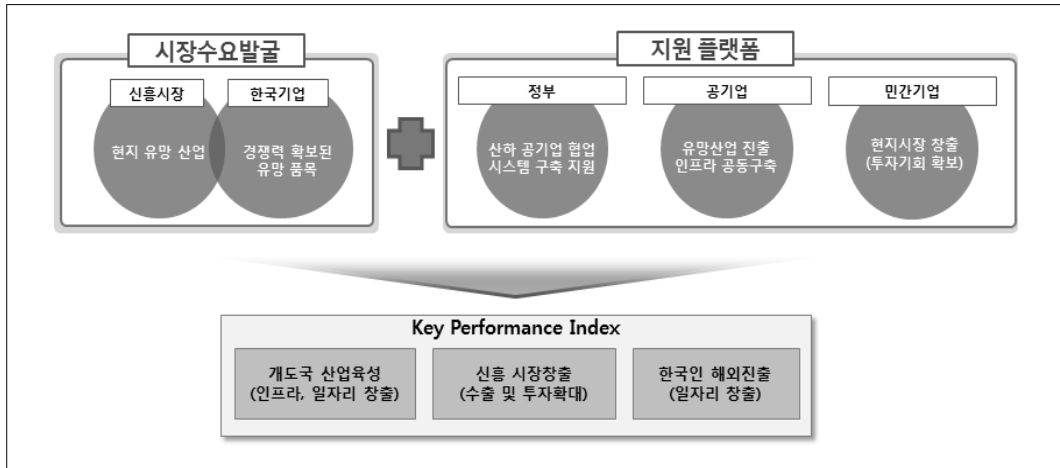 시장수요발굴
신흥시장
한국기업
현지 유망 산업
경쟁력 확보된
유망 품목
지원 플랫폼
정부
공기업
민간기업
산하 공기업 협업
시스템 구축 지원
유망산업 진출
인프라 공동구축
현지시장 창출
(투자기회 확보)
Key Performance Index
개도국 산업육성
(인프라, 일자리 창출)
신흥 시장창출
(수출 및 투자확대)
한국인 해외진출
(일자리 창출)